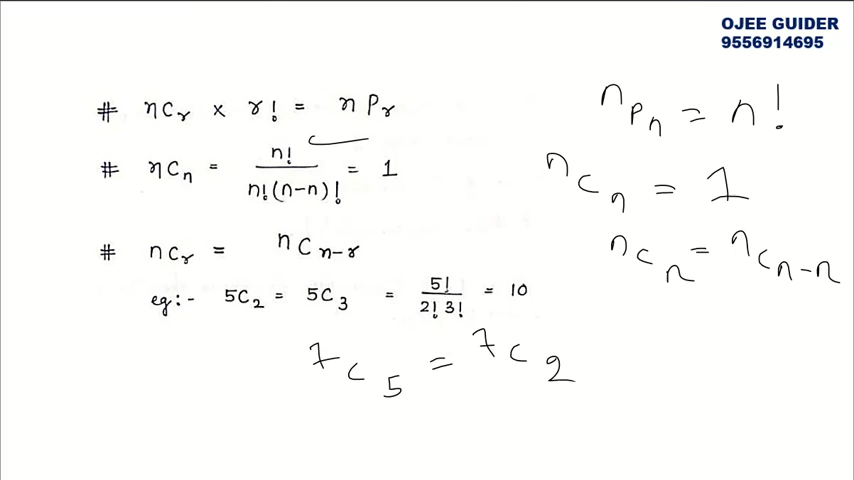 OJEE GUIDER
9556914695
# nCr × r! = nPr
nPn = n!
# nCn = n!/n!(n-n)! = 1
nCn = 1
# nCr = nCn-r
nCr = nCn-r
eg:- 5C2 = 5C3 = 5!/2! 3! = 10
7C5 = 7C2